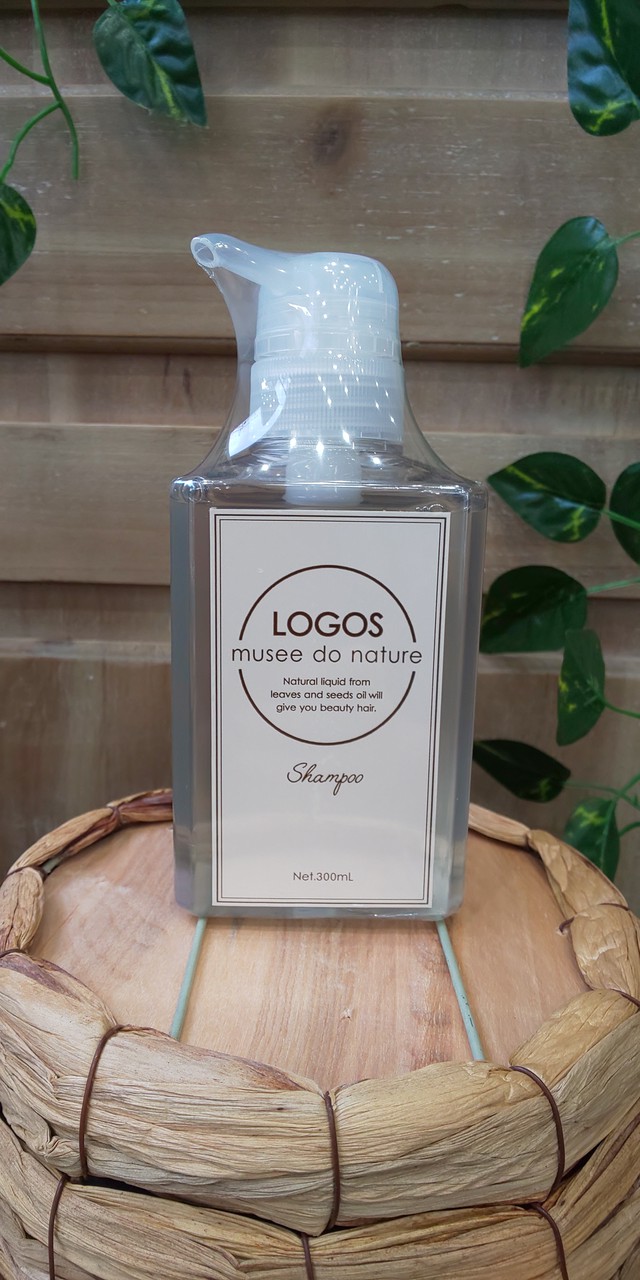 LOGOS
musee do nature
Natural liquid from
leaves and seeds oil will
give you beauty hair.
Shampoo
Net.300mL